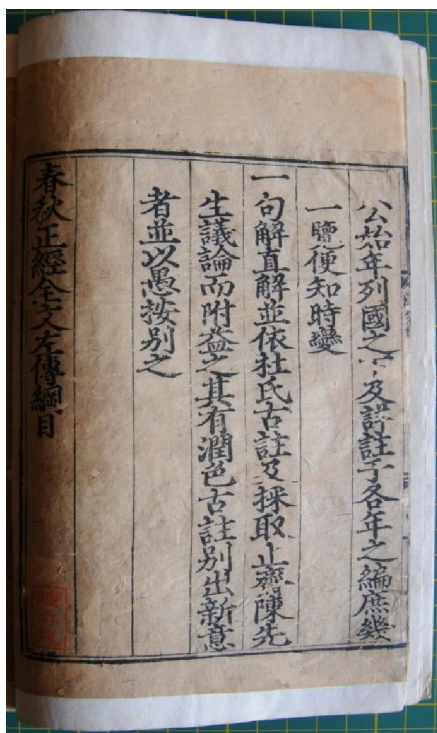 公始年列國之 及詳註于各年之編庶幾
一覽便知時變
一句解直解並依杜氏古註及採取止齋陳先
生議論而附益之其有潤色古註別出新意
者並以愚按別之
春秋正經全文左傳綱目